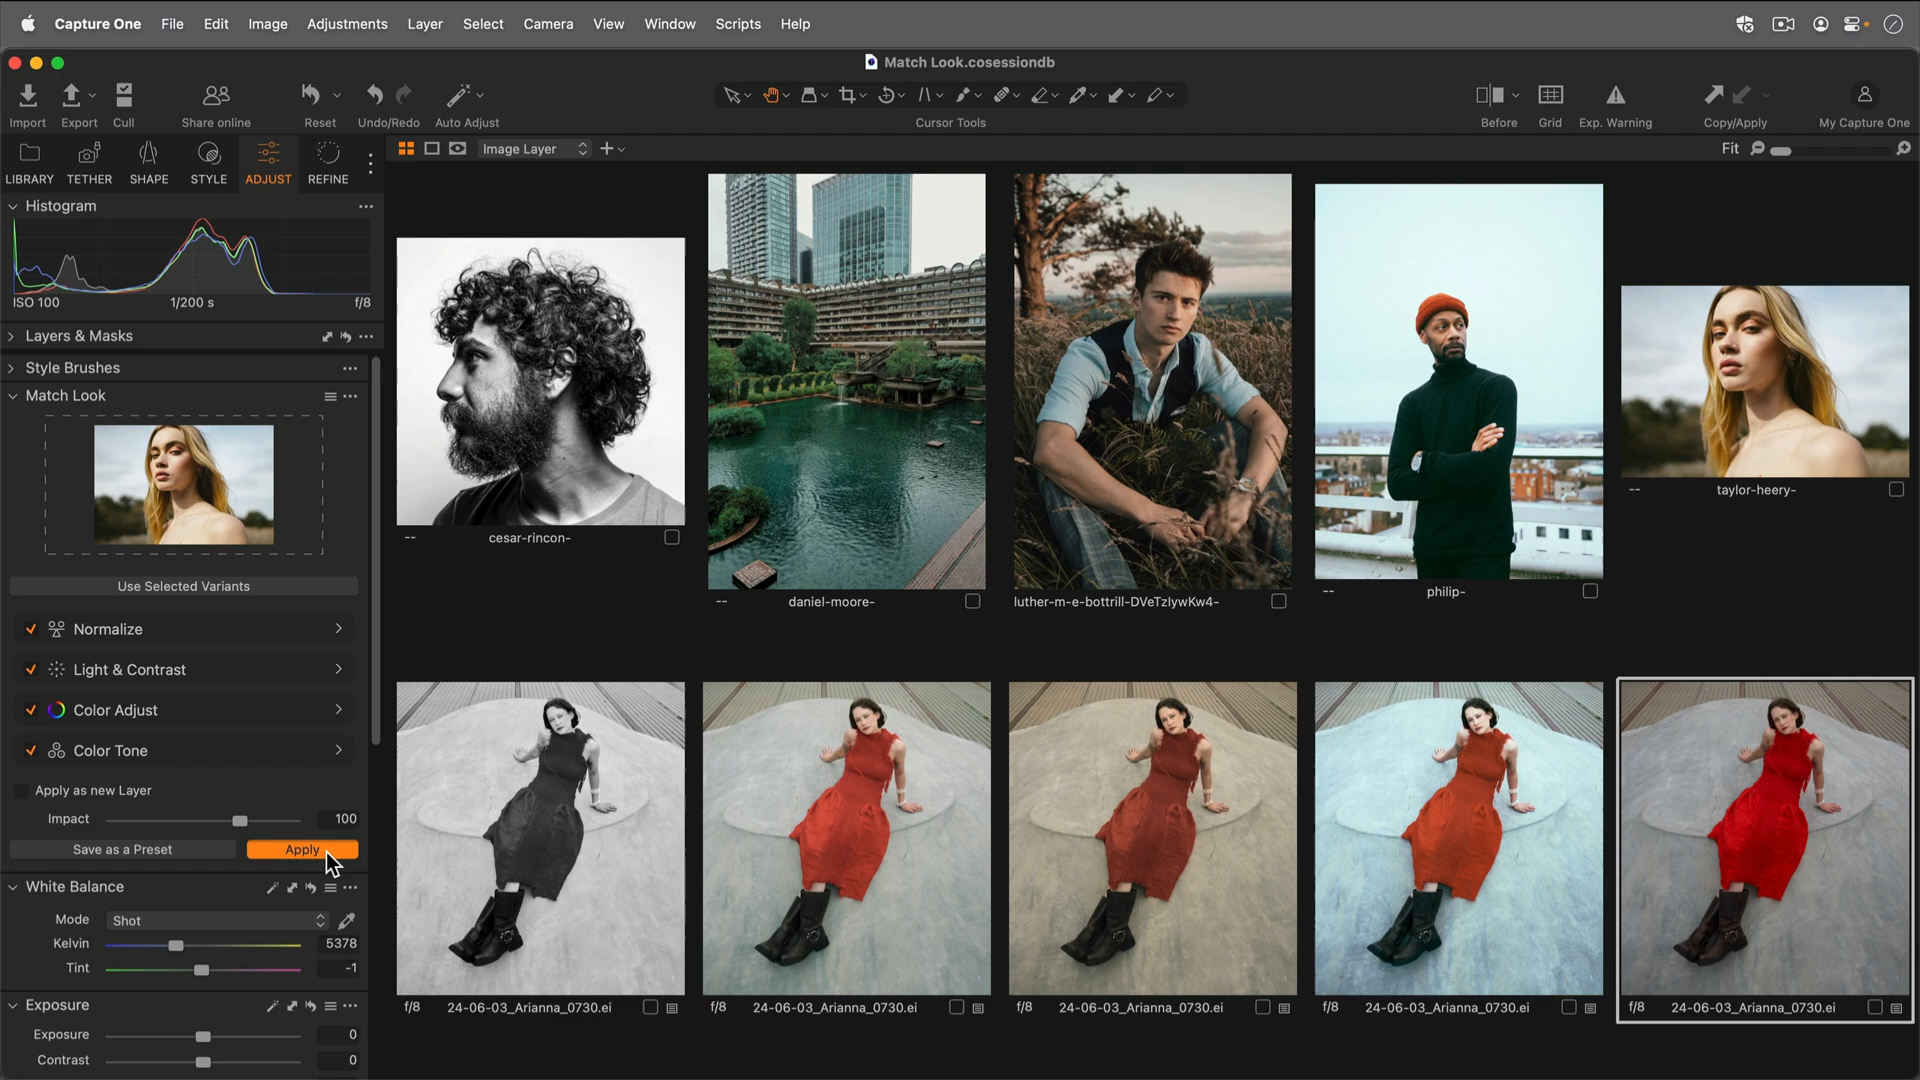 Capture One File Edit Image Adjustments Layer Select Camera View Window Scripts Help
Match Look.cosessiondb
Import Export Cull Share online Reset Undo/Redo Auto Adjust Cursor Tools Before Grid Exp. Warning Copy/Apply My Capture One
LIBRARY TETHER SHAPE STYLE ADJUST REFINE
Image Layer
Fit
Histogram
ISO 100 1/200 s f/8
Layers & Masks
Style Brushes
Match Look
Use Selected Variants
Normalize
Light & Contrast
Color Adjust
Color Tone
Apply as new Layer
Impact 100
Save as a Preset Apply
White Balance
Mode Shot
Kelvin 5378
Tint -1
Exposure
Exposure 0
Contrast 0
-- cesar-rincon-
-- daniel-moore-
luther-m-e-bottrill-DVeTzlywKw4-
-- philip-
-- taylor-heery-
f/8 24-06-03_Arianna_0730.ei
f/8 24-06-03_Arianna_0730.ei
f/8 24-06-03_Arianna_0730.ei
f/8 24-06-03_Arianna_0730.ei
f/8 24-06-03_Arianna_0730.ei